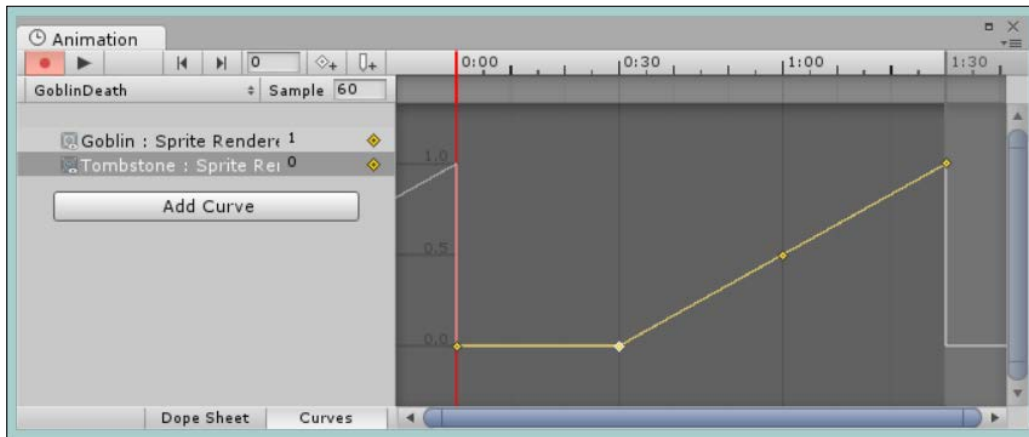 Animation
0
0:00 0:30 1:00 1:30
GoblinDeath Sample 60
Goblin : Sprite Rendere 1
Tombstone : Sprite Rei 0
Add Curve
1.0
0.5
0.0
Dope Sheet Curves